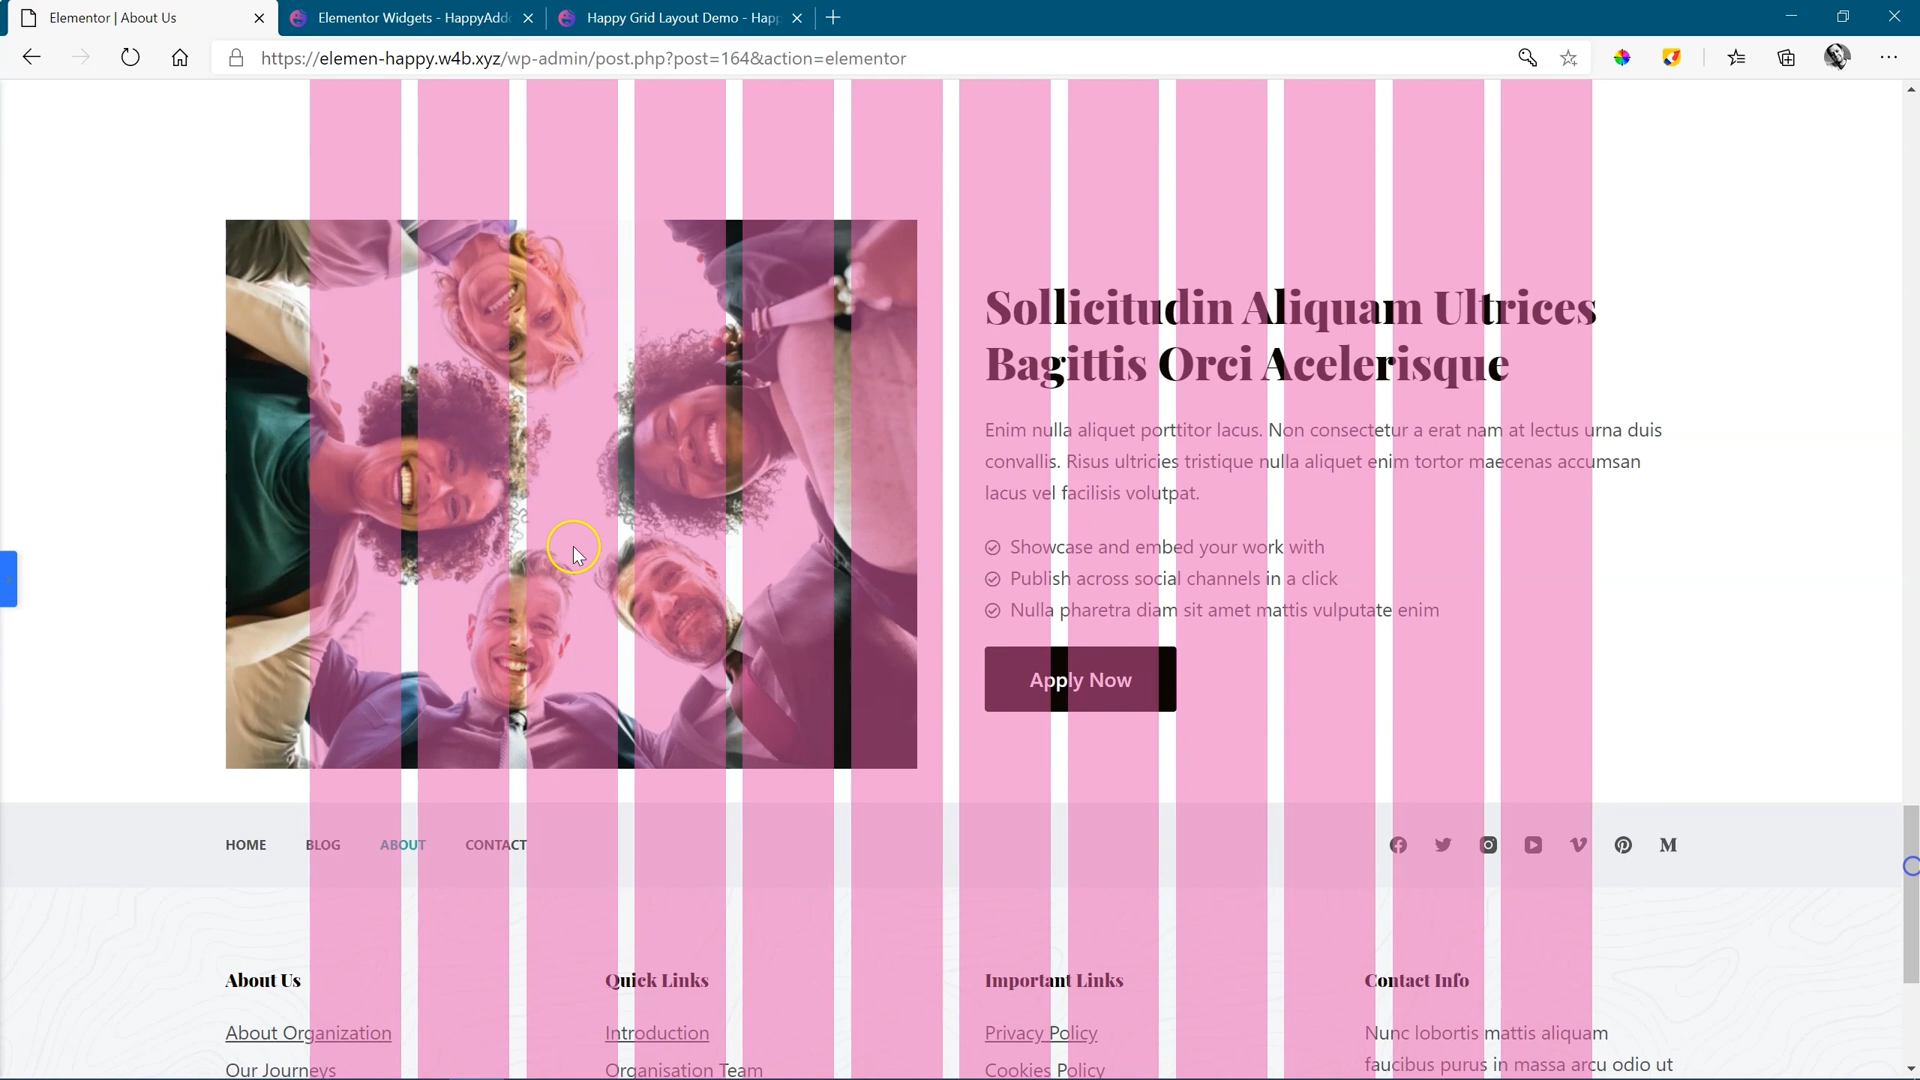 Elementor | About Us
Elementor Widgets - HappyAddo
Happy Grid Layout Demo - Hap
https://elemen-happy.w4b.xyz/wp-admin/post.php?post=164&action=elementor
Sollicitudin Aliquam Ultrices
Bagittis Orci Acelerisque
Enim nulla aliquet porttitor lacus. Non consectetur a erat nam at lectus urna duis
convallis. Risus ultricies tristique nulla aliquet enim tortor maecenas accumsan
lacus vel facilisis volutpat.
Showcase and embed your work with
Publish across social channels in a click
Nulla pharetra diam sit amet mattis vulputate enim
Apply Now
HOME BLOG ABOUT CONTACT
About Us
About Organization
Our Journeys
Quick Links
Introduction
Organisation Team
Important Links
Privacy Policy
Cookies Policy
Contact Info
Nunc lobortis mattis aliquam
faucibus purus in massa arcu odio ut